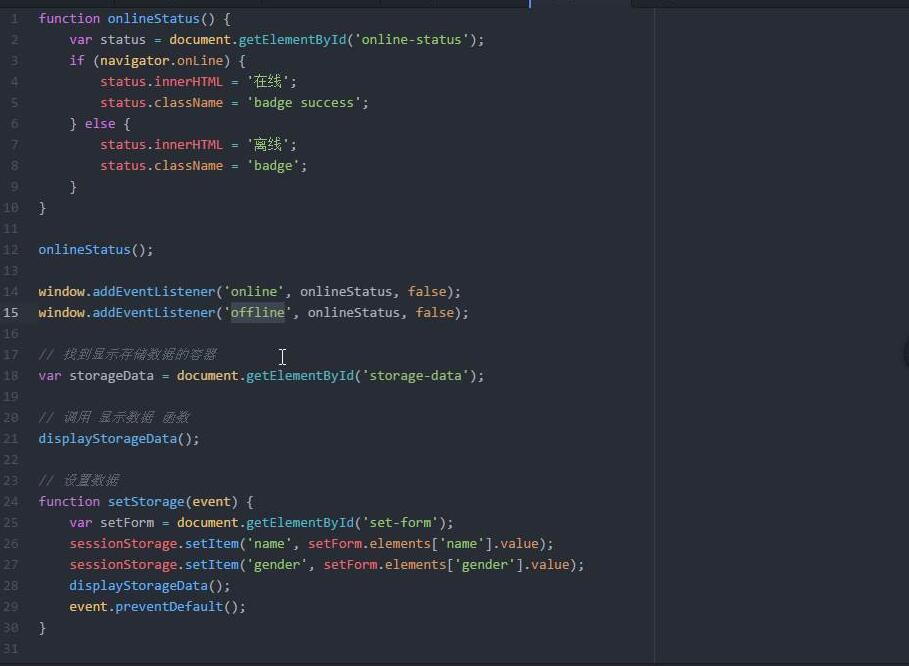 1 function onlineStatus() {
2 var status = document.getElementById('online-status');
3 if (navigator.onLine) {
4 status.innerHTML = '在线';
5 status.className = 'badge success';
6 } else {
7 status.innerHTML = '离线';
8 status.className = 'badge';
9 }
10 }
11
12 onlineStatus();
13
14 window.addEventListener('online', onlineStatus, false);
15 window.addEventListener('offline', onlineStatus, false);
16
17 // 找到显示存储数据的容器
18 var storageData = document.getElementById('storage-data');
19
20 // 调用 显示数据 函数
21 displayStorageData();
22
23 // 设置数据
24 function setStorage(event) {
25 var setForm = document.getElementById('set-form');
26 sessionStorage.setItem('name', setForm.elements['name'].value);
27 sessionStorage.setItem('gender', setForm.elements['gender'].value);
28 displayStorageData();
29 event.preventDefault();
30 }
31